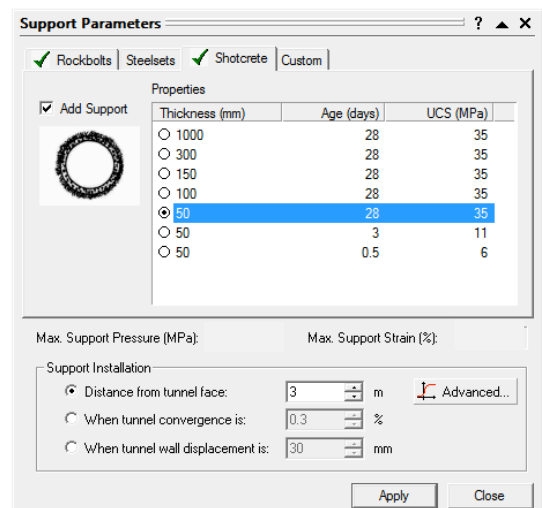 Support Parameters ? X
Rockbolts Steelsets Shotcrete Custom
Properties
Add Support
Thickness (mm) Age (days) UCS (MPa)
1000 28 35
300 28 35
150 28 35
100 28 35
50 28 35
50 3 11
50 0.5 6
Max. Support Pressure (MPa): Max. Support Strain (%):
Support Installation
Distance from tunnel face: 3 m Advanced...
When tunnel convergence is: 0.3 %
When tunnel wall displacement is: 30 mm
Apply Close